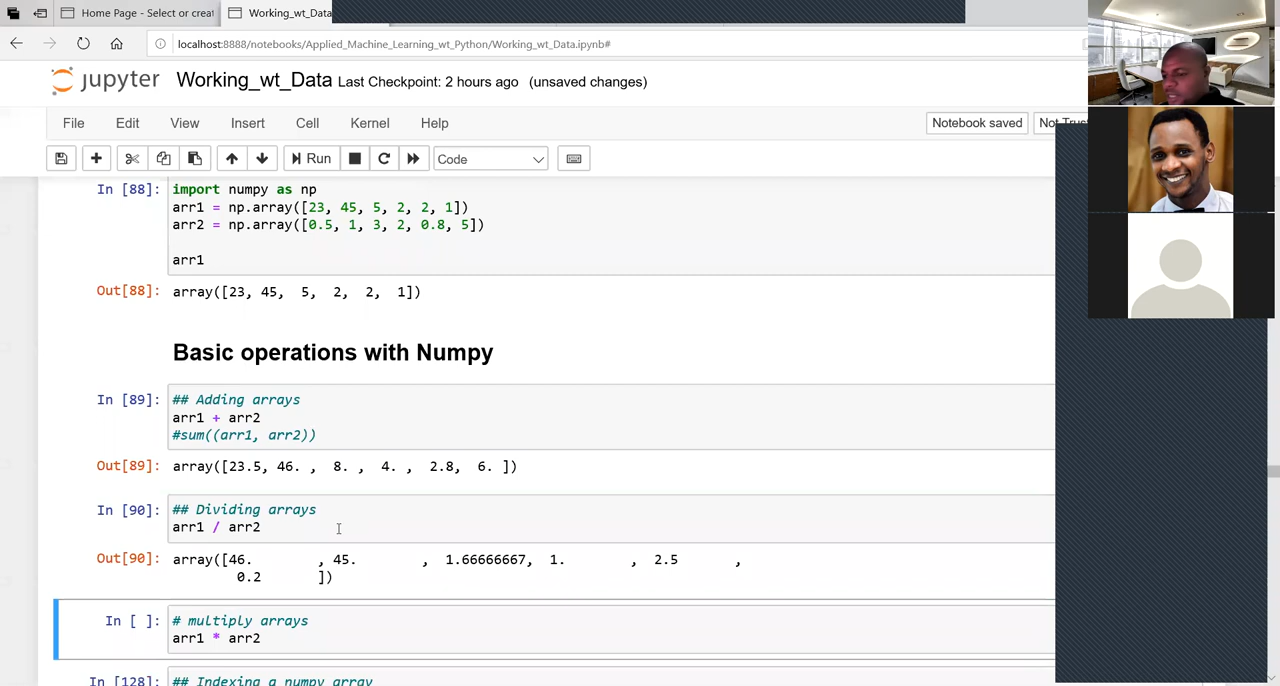 Home Page - Select or crea
Working_wt_Data
localhost:8888/notebooks/Applied_Machine_Learning_wt_Python/Working_wt_Data.ipynb#
jupyter Working_wt_Data Last Checkpoint: 2 hours ago (unsaved changes)
File Edit View Insert Cell Kernel Help
Notebook saved Not Trus
Run Code
In [88]: import numpy as np
arr1 = np.array([23, 45, 5, 2, 2, 1])
arr2 = np.array([0.5, 1, 3, 2, 0.8, 5])
arr1
Out[88]: array([23, 45,  5,  2,  2,  1])
Basic operations with Numpy
In [89]: ## Adding arrays
arr1 + arr2
#sum((arr1, arr2))
Out[89]: array([23.5, 46. ,  8. ,  4. ,  2.8,  6. ])
In [90]: ## Dividing arrays
arr1 / arr2
Out[90]: array([46.        , 45.        ,  1.66666667,  1.        ,  2.5       ,
0.2       ])
In [ ]: # multiply arrays
arr1 * arr2
In [128]: ## Indexing a numpy array